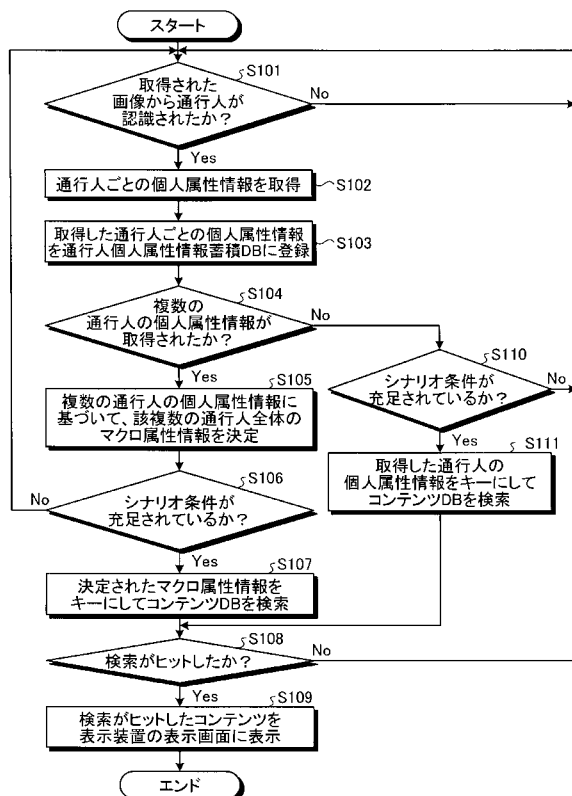 スタート
S101
取得された
画像から通行人が
認識されたか？
No
Yes
通行人ごとの個人属性情報を取得
S102
取得した通行人ごとの個人属性情報
を通行人個人属性情報蓄積DBに登録
S103
S104
複数の
通行人の個人属性情報が
取得されたか？
No
Yes
S105
複数の通行人の個人属性情報に
基づいて、該複数の通行人全体の
マクロ属性情報を決定
S110
シナリオ条件が
充足されているか？
No
Yes
S111
取得した通行人の
個人属性情報をキーにして
コンテンツDBを検索
S106
No
シナリオ条件が
充足されているか？
Yes
S107
決定されたマクロ属性情報を
キーにしてコンテンツDBを検索
S108
検索がヒットしたか？
No
Yes
S109
検索がヒットしたコンテンツを
表示装置の表示画面に表示
エンド